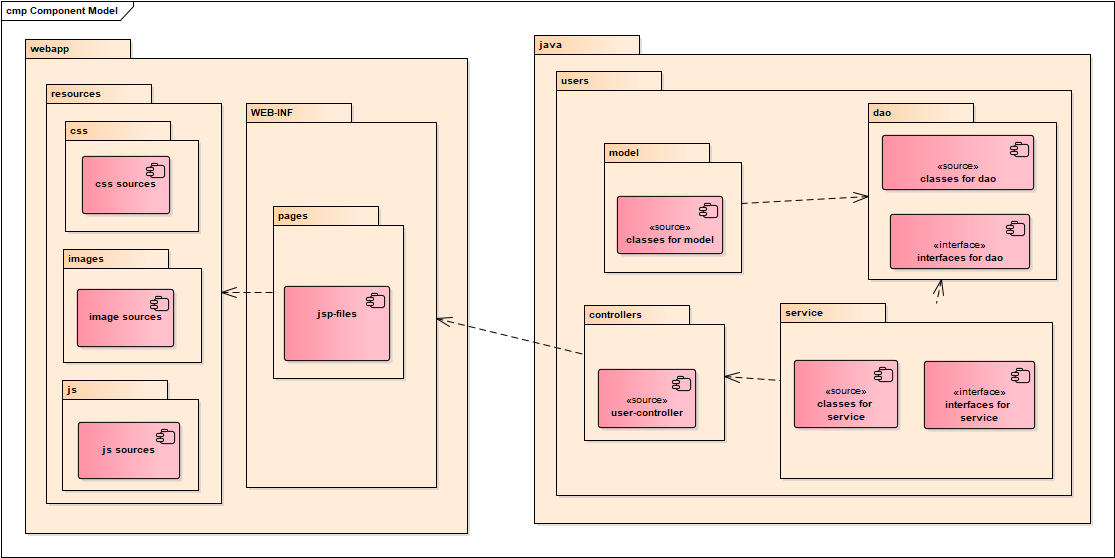 cmp Component Model
webapp
resources
css
css sources
images
image sources
js
js sources
WEB-INF
pages
jsp-files
java
users
model
«source»
classes for model
dao
«source»
classes for dao
«interface»
interfaces for dao
controllers
«source»
user-controller
service
«source»
classes for
service
«interface»
interfaces for
service